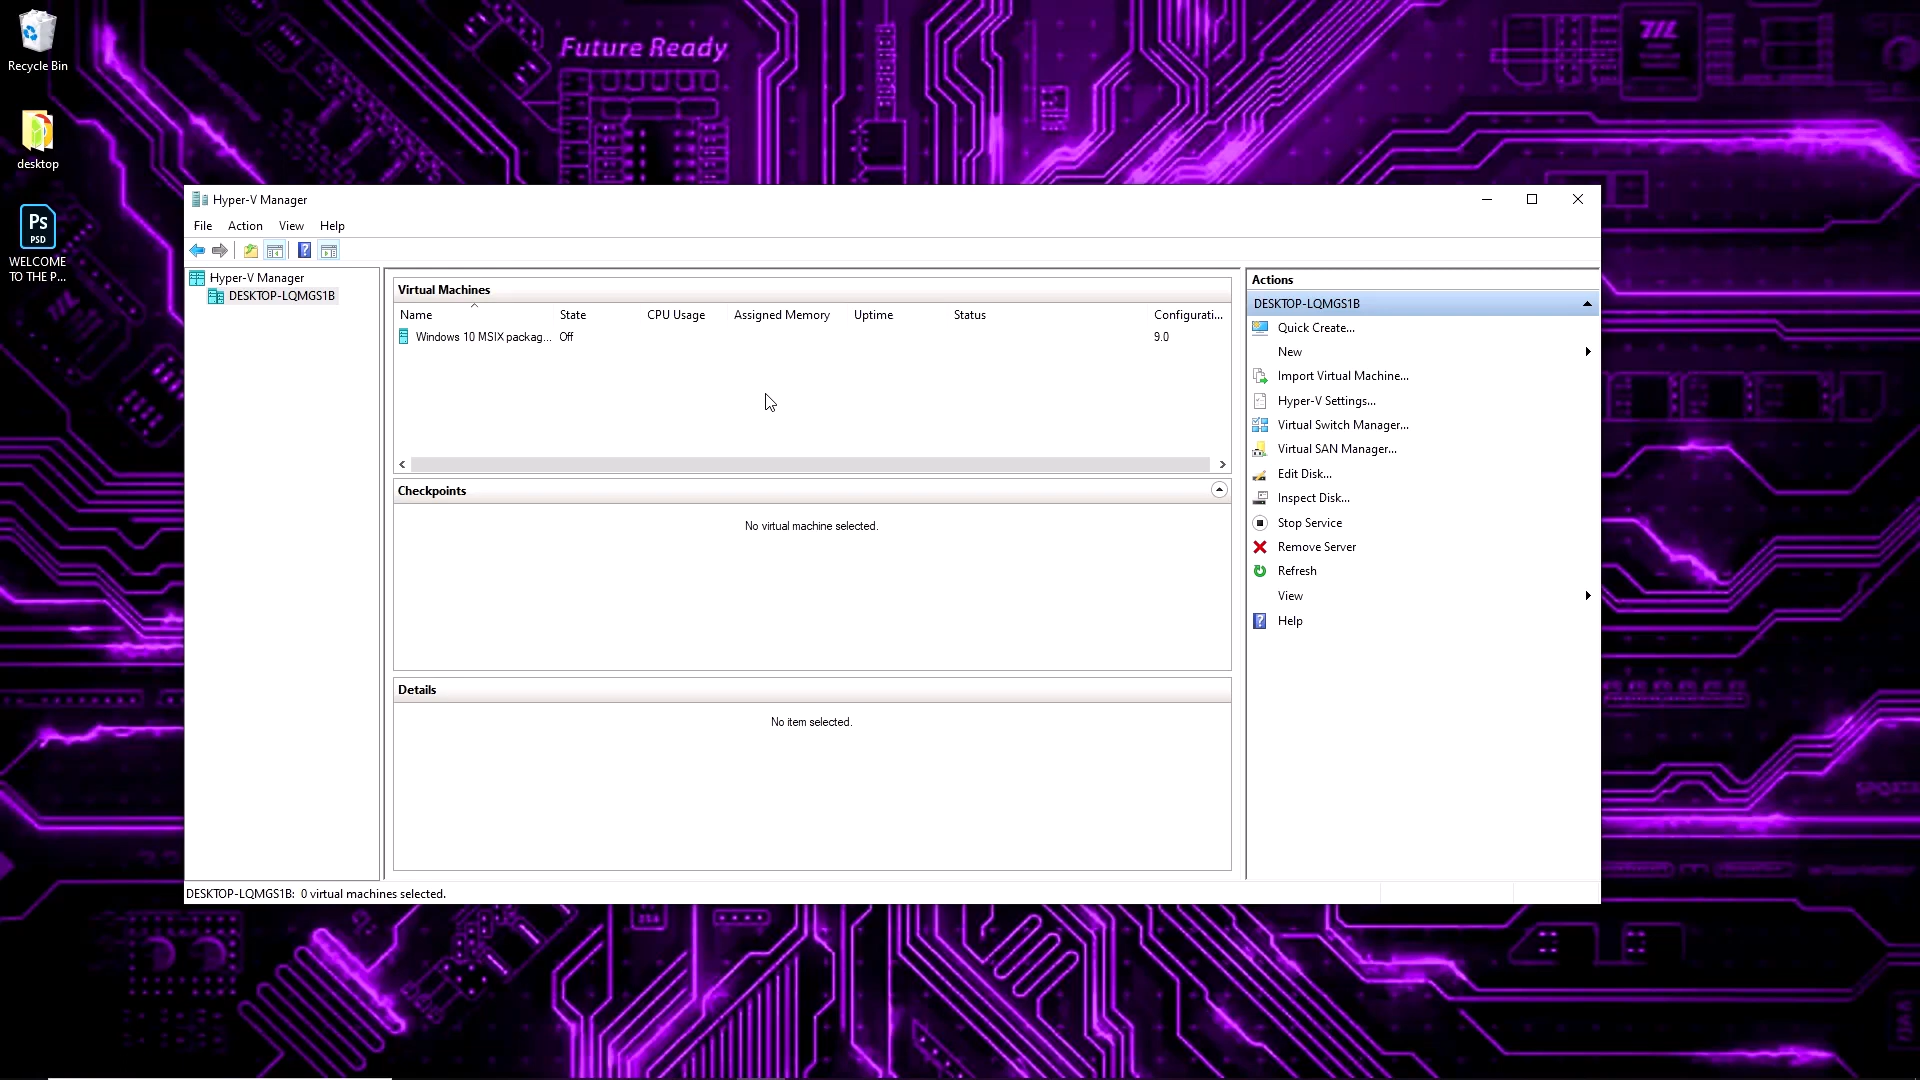 Recycle Bin
desktop
Ps
PSD
WELCOME
TO THE P...
Future Ready
Hyper-V Manager
File Action View Help
Hyper-V Manager
DESKTOP-LQMGS1B
Virtual Machines
Name State CPU Usage Assigned Memory Uptime Status Configurati...
Windows 10 MSIX packag... Off 9.0
Checkpoints
No virtual machine selected.
Details
No item selected.
Actions
DESKTOP-LQMGS1B
Quick Create...
New
Import Virtual Machine...
Hyper-V Settings...
Virtual Switch Manager...
Virtual SAN Manager...
Edit Disk...
Inspect Disk...
Stop Service
Remove Server
Refresh
View
Help
DESKTOP-LQMGS1B: 0 virtual machines selected.